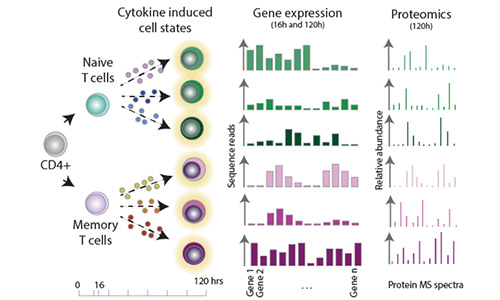 Cytokine induced
cell states
Gene expression
(16h and 120h)
Proteomics
(120h)
Naive
T cells
CD4+
Memory
T cells
Sequence reads
Relative abundance
0 16 120 hrs
Gene 1
Gene 2
...
Gene n
Protein MS spectra